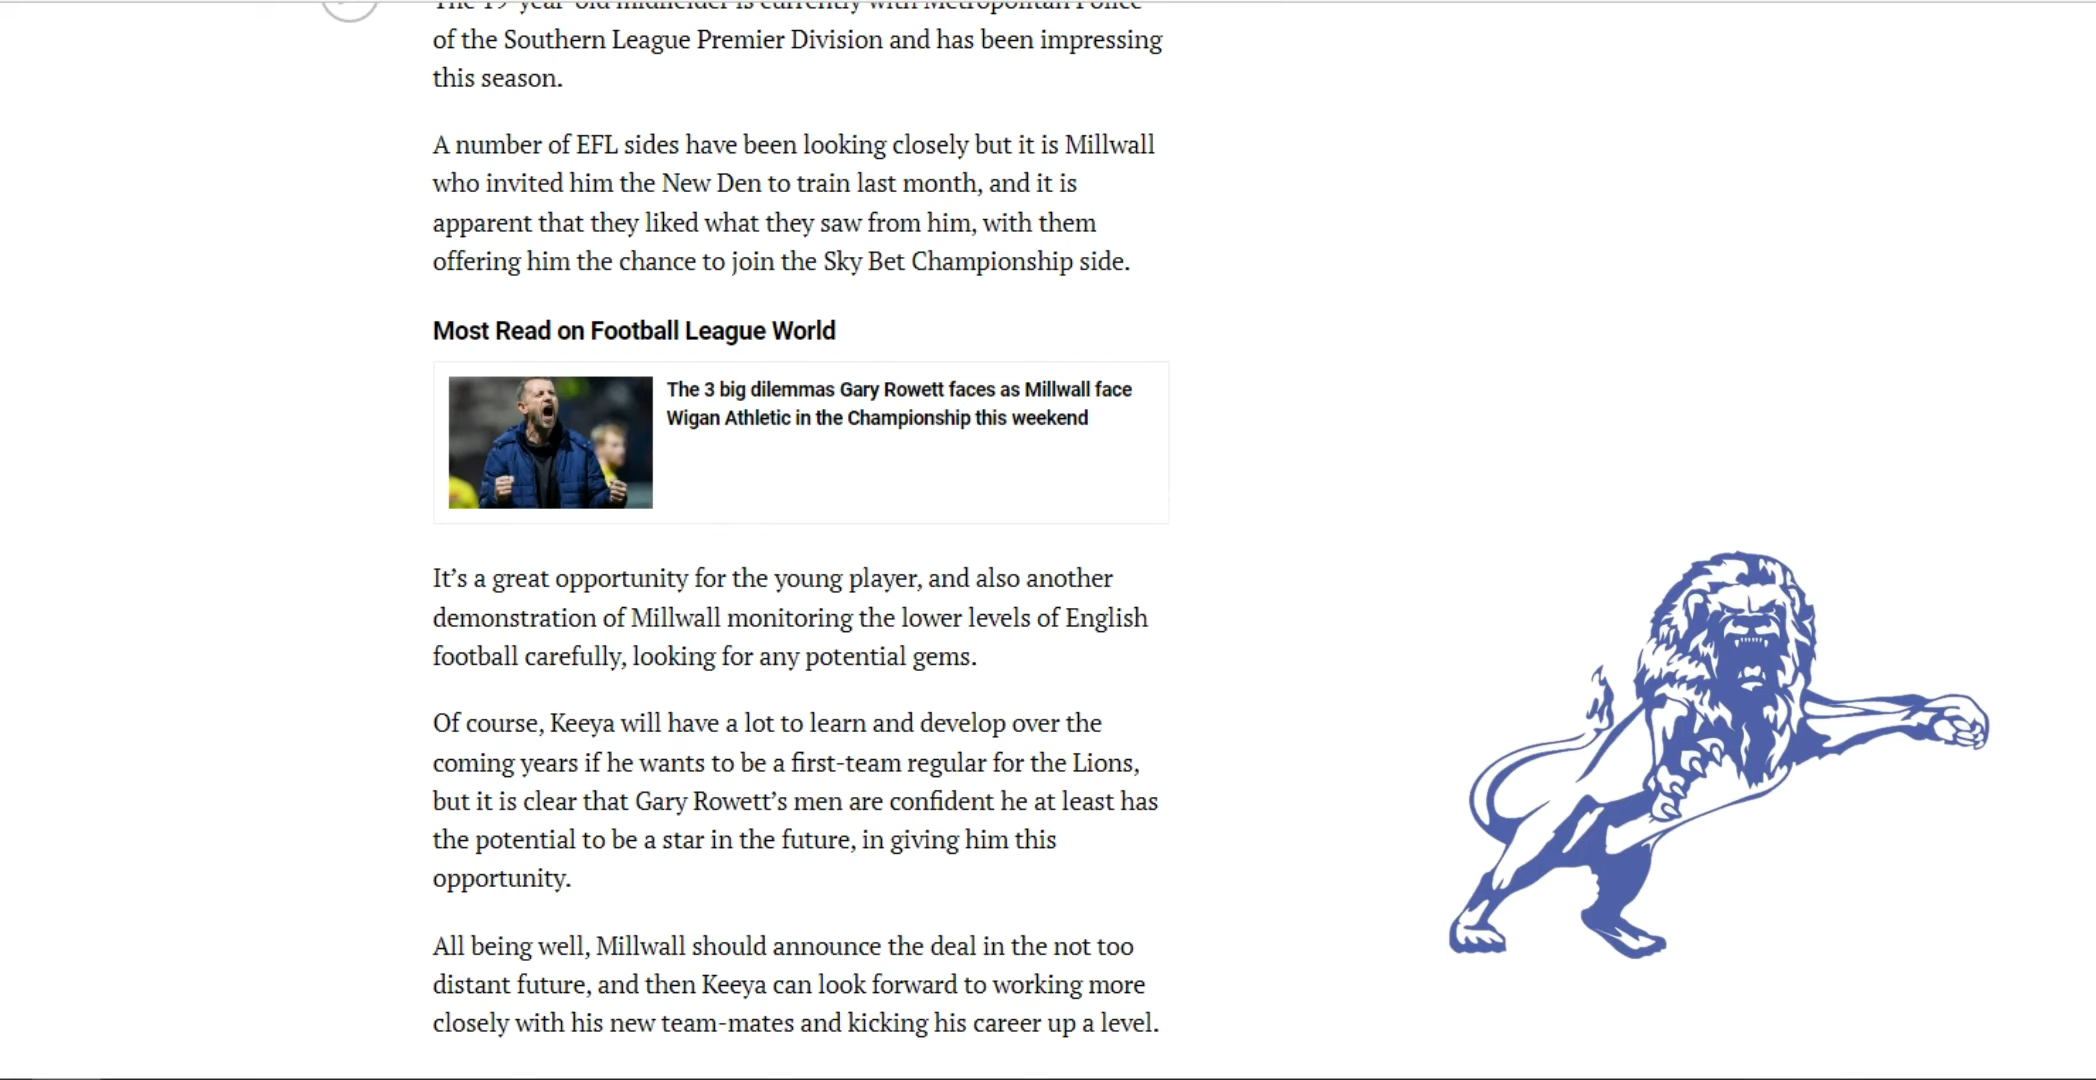 The 19-year-old midfielder is currently with Metropolitan Police
of the Southern League Premier Division and has been impressing
this season.
A number of EFL sides have been looking closely but it is Millwall
who invited him the New Den to train last month, and it is
apparent that they liked what they saw from him, with them
offering him the chance to join the Sky Bet Championship side.
Most Read on Football League World
The 3 big dilemmas Gary Rowett faces as Millwall face
Wigan Athletic in the Championship this weekend
It’s a great opportunity for the young player, and also another
demonstration of Millwall monitoring the lower levels of English
football carefully, looking for any potential gems.
Of course, Keeya will have a lot to learn and develop over the
coming years if he wants to be a first-team regular for the Lions,
but it is clear that Gary Rowett’s men are confident he at least has
the potential to be a star in the future, in giving him this
opportunity.
All being well, Millwall should announce the deal in the not too
distant future, and then Keeya can look forward to working more
closely with his new team-mates and kicking his career up a level.